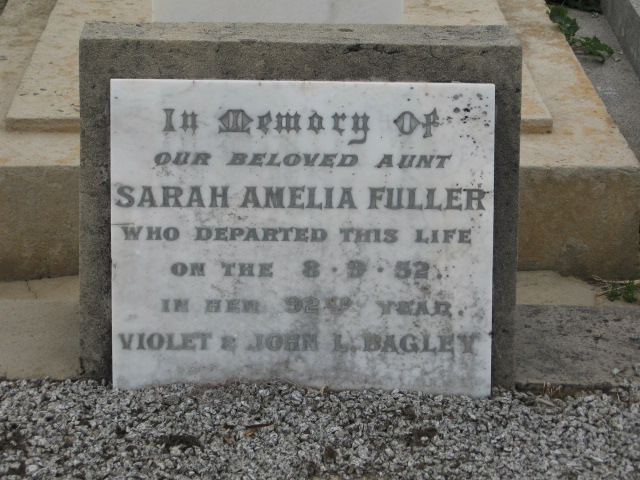 In Memory Of
OUR BELOVED AUNT
SARAH AMELIA FULLER
WHO DEPARTED THIS LIFE
ON THE 8·9·52.
IN HER 92ND YEAR.
VIOLET & JOHN L. BAGLEY